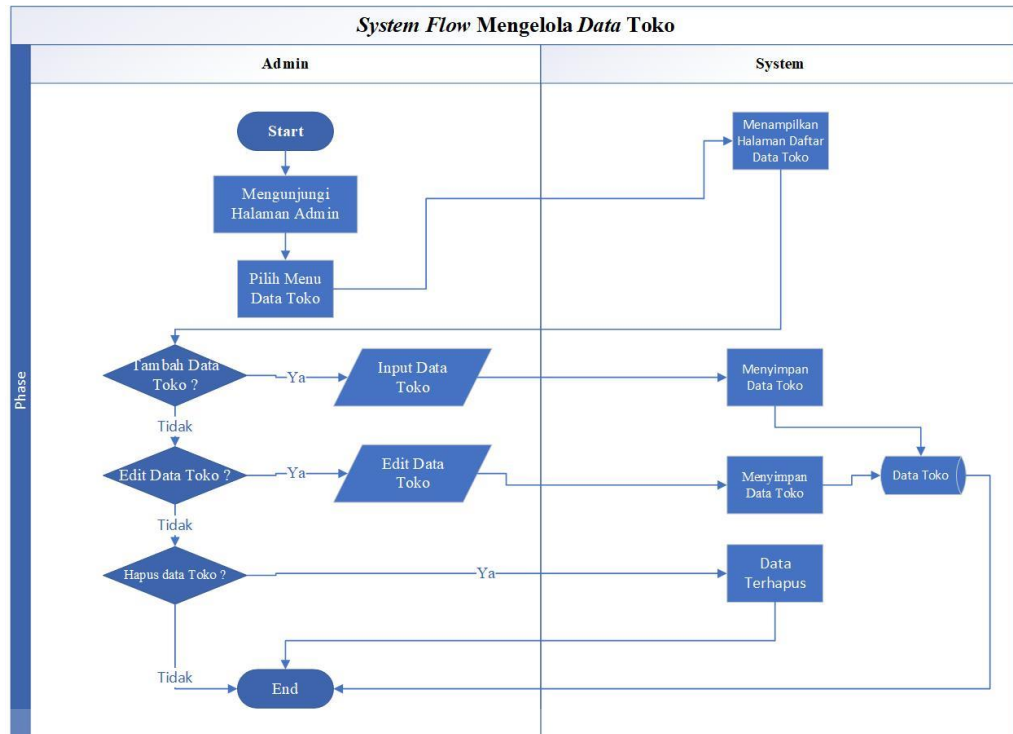 System Flow Mengelola Data Toko
Admin
System
Phase
Start
Menampilkan
Halaman Daftar
Data Toko
Mengunjungi
Halaman Admin
Pilih Menu
Data Toko
Tambah Data
Toko ?
Ya
Input Data
Toko
Menyimpan
Data Toko
Tidak
Edit Data Toko ?
Ya
Edit Data
Toko
Menyimpan
Data Toko
Data Toko
Tidak
Hapus data Toko ?
Ya
Data
Terhapus
Tidak
End